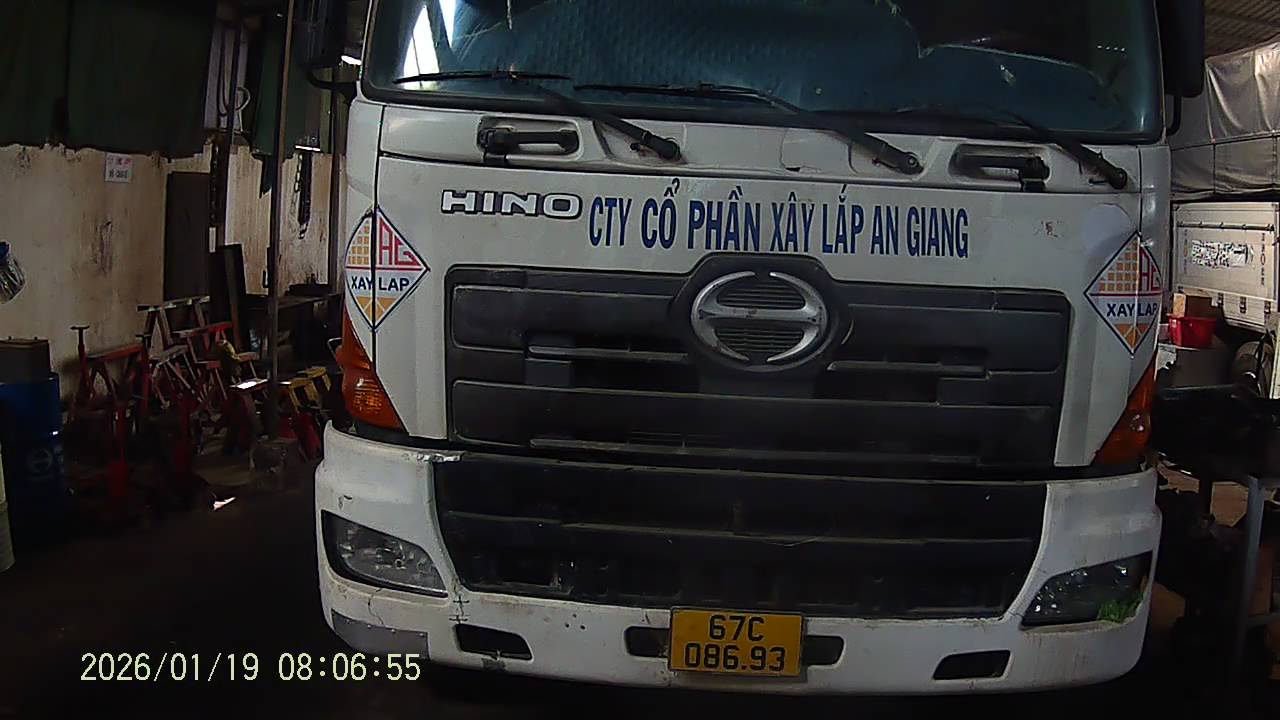 HINO
CTY CỔ PHẦN XÂY LẮP AN GIANG
AG
XAY LAP
AG
XAY LAP
67C
086.93
2026/01/19 08:06:55